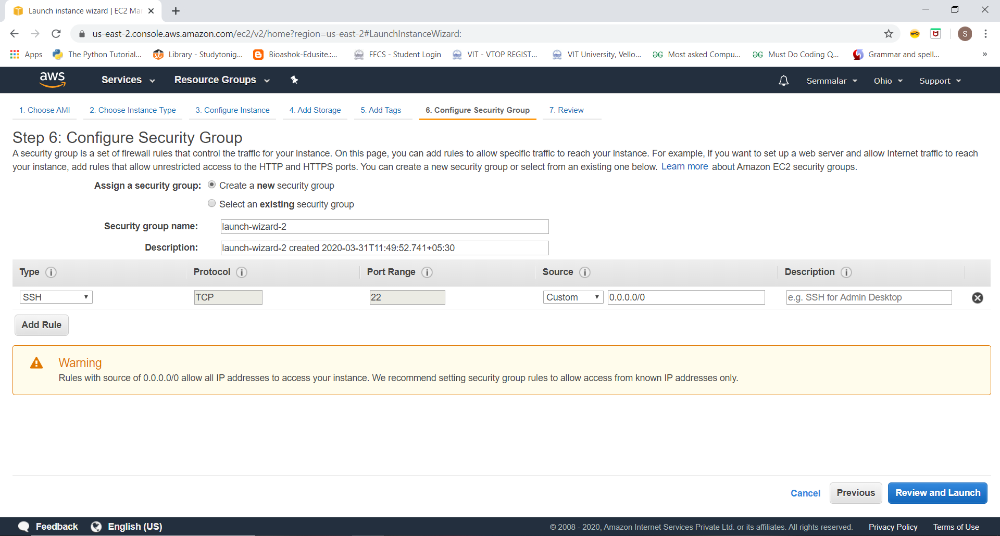 Launch instance wizard | EC2 Mar
us-east-2.console.aws.amazon.com/ec2/v2/home?region=us-east-2#LaunchInstanceWizard:
S
Apps The Python Tutorial... Library - Studytonig... Bioashok-Edusite:... FFCS - Student Login VIT - VTOP REGIST... VIT University, Vello... Most asked Compu... Must Do Coding Q... Grammar and spell... »
aws Services Resource Groups Semmalar Ohio Support
1. Choose AMI 2. Choose Instance Type 3. Configure Instance 4. Add Storage 5. Add Tags 6. Configure Security Group 7. Review
Step 6: Configure Security Group
A security group is a set of firewall rules that control the traffic for your instance. On this page, you can add rules to allow specific traffic to reach your instance. For example, if you want to set up a web server and allow Internet traffic to reach
your instance, add rules that allow unrestricted access to the HTTP and HTTPS ports. You can create a new security group or select from an existing one below. Learn more about Amazon EC2 security groups.
Assign a security group: Create a new security group
Select an existing security group
Security group name: launch-wizard-2
Description: launch-wizard-2 created 2020-03-31T11:49:52.741+05:30
Type i Protocol i Port Range i Source i Description i
SSH TCP 22 Custom 0.0.0.0/0 e.g. SSH for Admin Desktop
Add Rule
Warning
Rules with source of 0.0.0.0/0 allow all IP addresses to access your instance. We recommend setting security group rules to allow access from known IP addresses only.
Cancel Previous Review and Launch
Feedback English (US) © 2008 - 2020, Amazon Internet Services Private Ltd. or its affiliates. All rights reserved. Privacy Policy Terms of Use